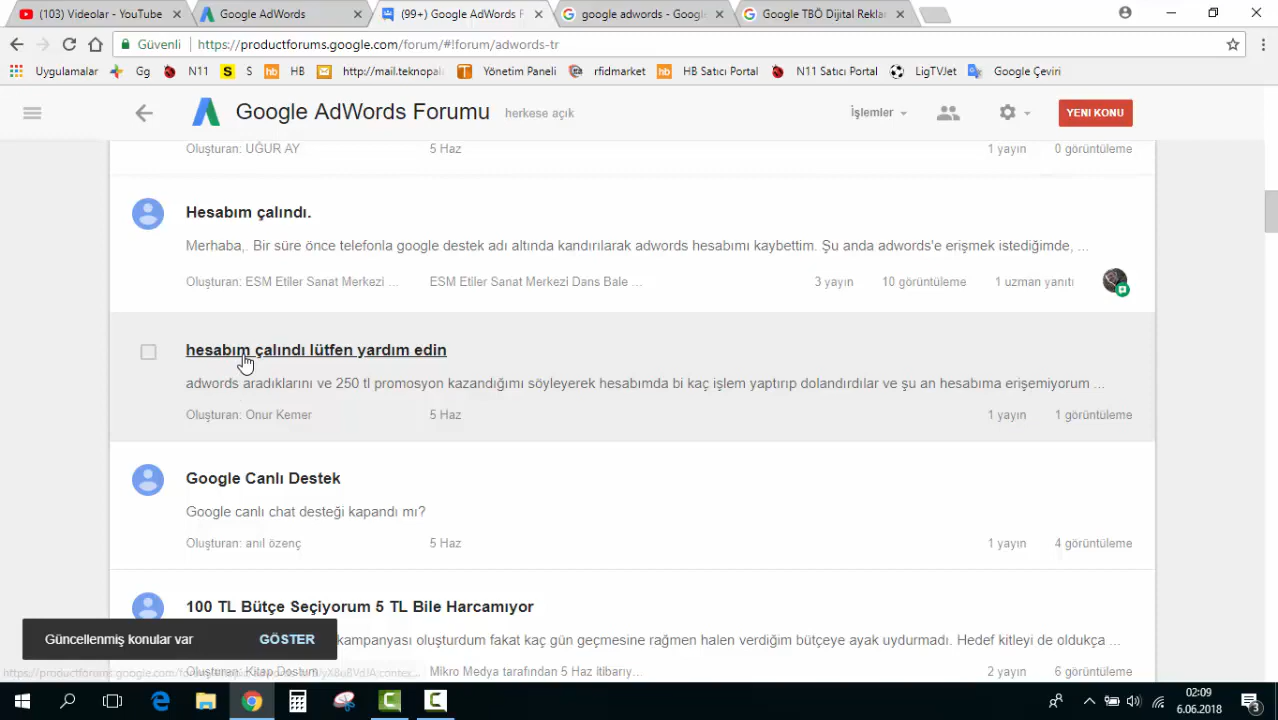 (103) Videolar - YouTube
Google AdWords
(99+) Google AdWords F
google adwords - Google
Google TBÖ Dijital Reklam
Güvenli
https://productforums.google.com/forum/#!forum/adwords-tr
Uygulamalar
Gg
N11
S
HB
http://mail.teknopal
Yönetim Paneli
rfidmarket
HB Satıcı Portal
N11 Satıcı Portal
LigTVJet
Google Çeviri
Google AdWords Forumu
herkese açık
İşlemler
YENİ KONU
Oluşturan: UĞUR AY
5 Haz
1 yayın
0 görüntüleme
Hesabım çalındı.
Merhaba,. Bir süre önce telefonla google destek adı altında kandırılarak adwords hesabımı kaybettim. Şu anda adwords'e erişmek istediğimde, ...
Oluşturan: ESM Etiler Sanat Merkezi ...
ESM Etiler Sanat Merkezi Dans Bale ...
3 yayın
10 görüntüleme
1 uzman yanıtı
hesabım çalındı lütfen yardım edin
adwords aradıklarını ve 250 tl promosyon kazandığımı söyleyerek hesabımda bi kaç işlem yaptırıp dolandırdılar ve şu an hesabıma erişemiyorum ...
Oluşturan: Onur Kemer
5 Haz
1 yayın
1 görüntüleme
Google Canlı Destek
Google canlı chat desteği kapandı mı?
Oluşturan: anıl özenç
5 Haz
1 yayın
4 görüntüleme
100 TL Bütçe Seçiyorum 5 TL Bile Harcamıyor
kampanyası oluşturdum fakat kaç gün geçmesine rağmen halen verdiğim bütçeye ayak uydurmadı. Hedef kitleyi de oldukça ...
Güncellenmiş konular var
GÖSTER
Oluşturan: Kitap Dostum
Mikro Medya tarafından 5 Haz itibarıy...
2 yayın
6 görüntüleme
02:09
6.06.2018
3